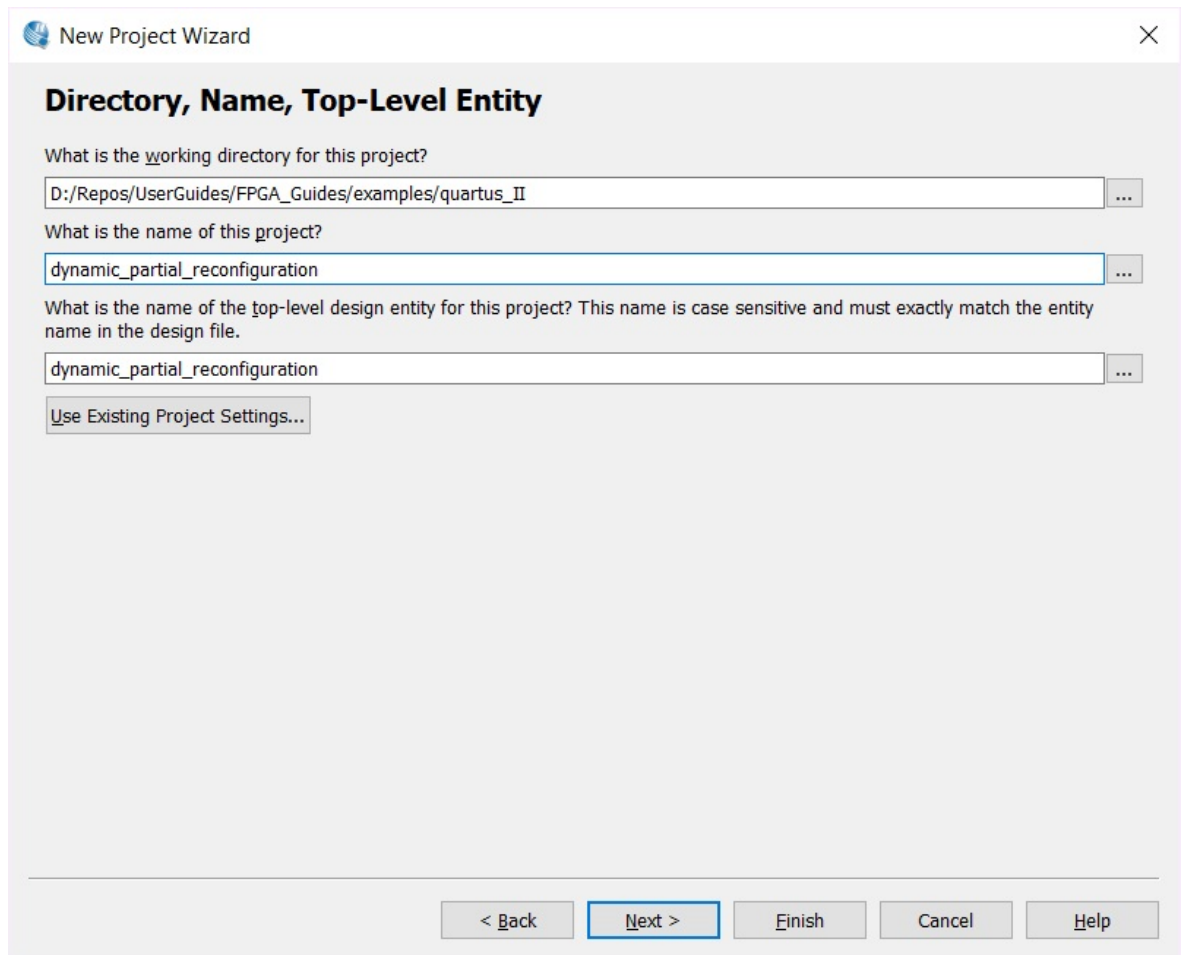 New Project Wizard
Directory, Name, Top-Level Entity
What is the working directory for this project?
D:/Repos/UserGuides/FPGA_Guides/examples/quartus_II
...
What is the name of this project?
dynamic_partial_reconfiguration
...
What is the name of the top-level design entity for this project? This name is case sensitive and must exactly match the entity
name in the design file.
dynamic_partial_reconfiguration
...
Use Existing Project Settings...
< Back
Next >
Finish
Cancel
Help